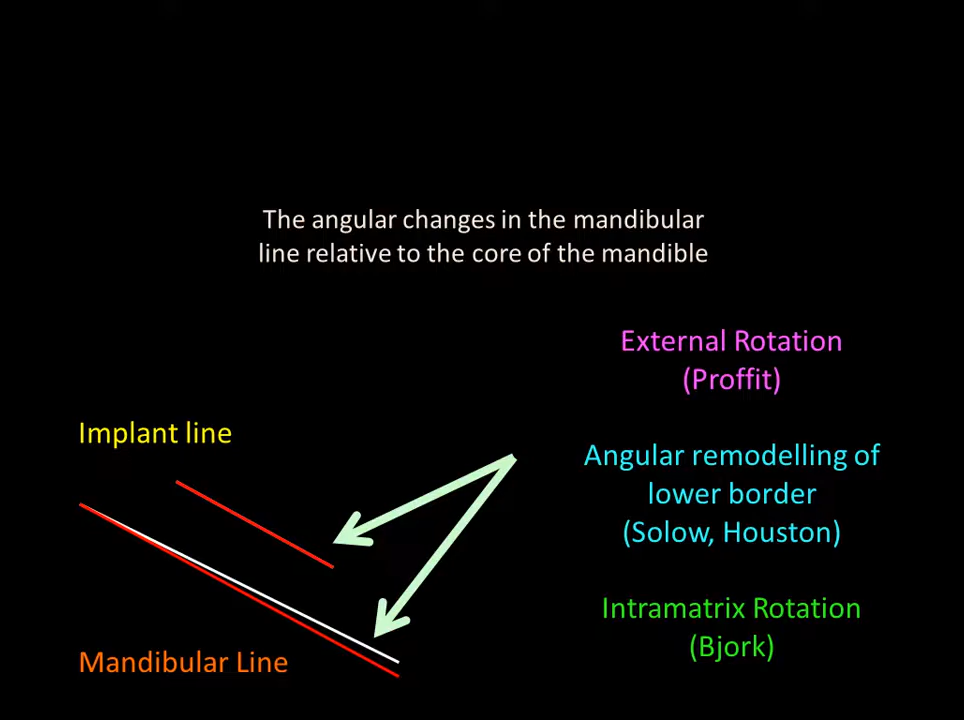 The angular changes in the mandibular
line relative to the core of the mandible
External Rotation
(Proffit)
Implant line
Angular remodelling of
lower border
(Solow, Houston)
Intramatrix Rotation
(Bjork)
Mandibular Line